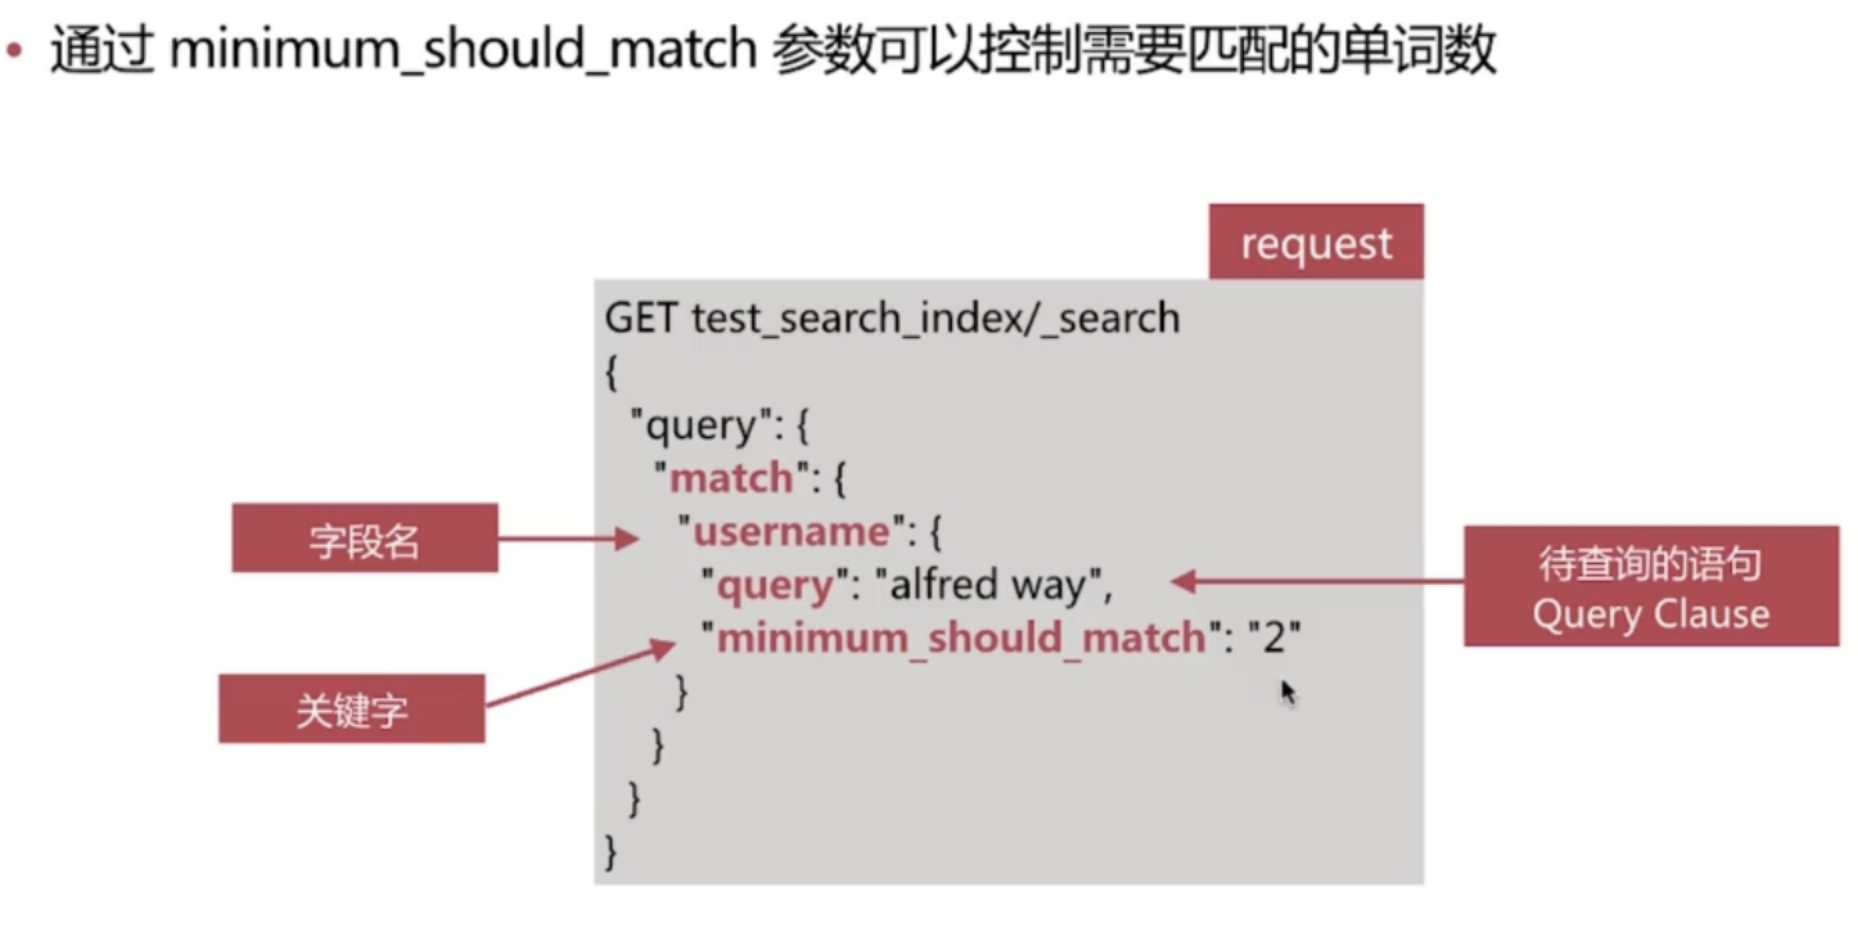 • 通过 minimum_should_match 参数可以控制需要匹配的单词数
request
GET test_search_index/_search
{
"query": {
"match": {
字段名
"username": {
"query": "alfred way",
待查询的语句
Query Clause
"minimum_should_match": "2"
关键字
}
}
}
}